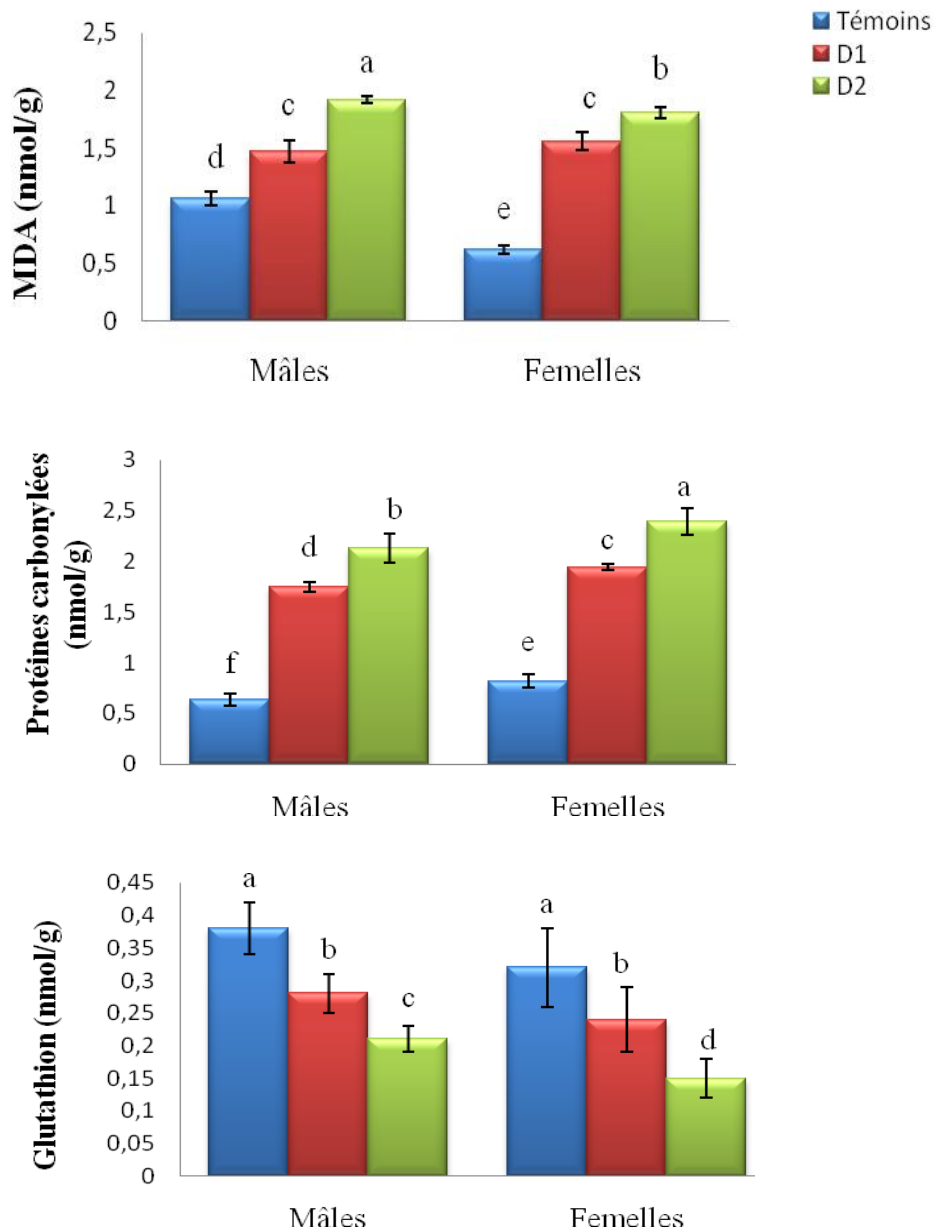 Témoins
D1
D2
MDA (nmol/g)
2,5
2
1,5
1
0,5
0
d
c
a
e
c
b
Mâles
Femelles
Protéines carbonylées
(nmol/g)
3
2,5
2
1,5
1
0,5
0
f
d
b
e
c
a
Mâles
Femelles
Glutathion (nmol/g)
0,45
0,4
0,35
0,3
0,25
0,2
0,15
0,1
0,05
0
a
b
c
a
b
d
Mâles
Femelles